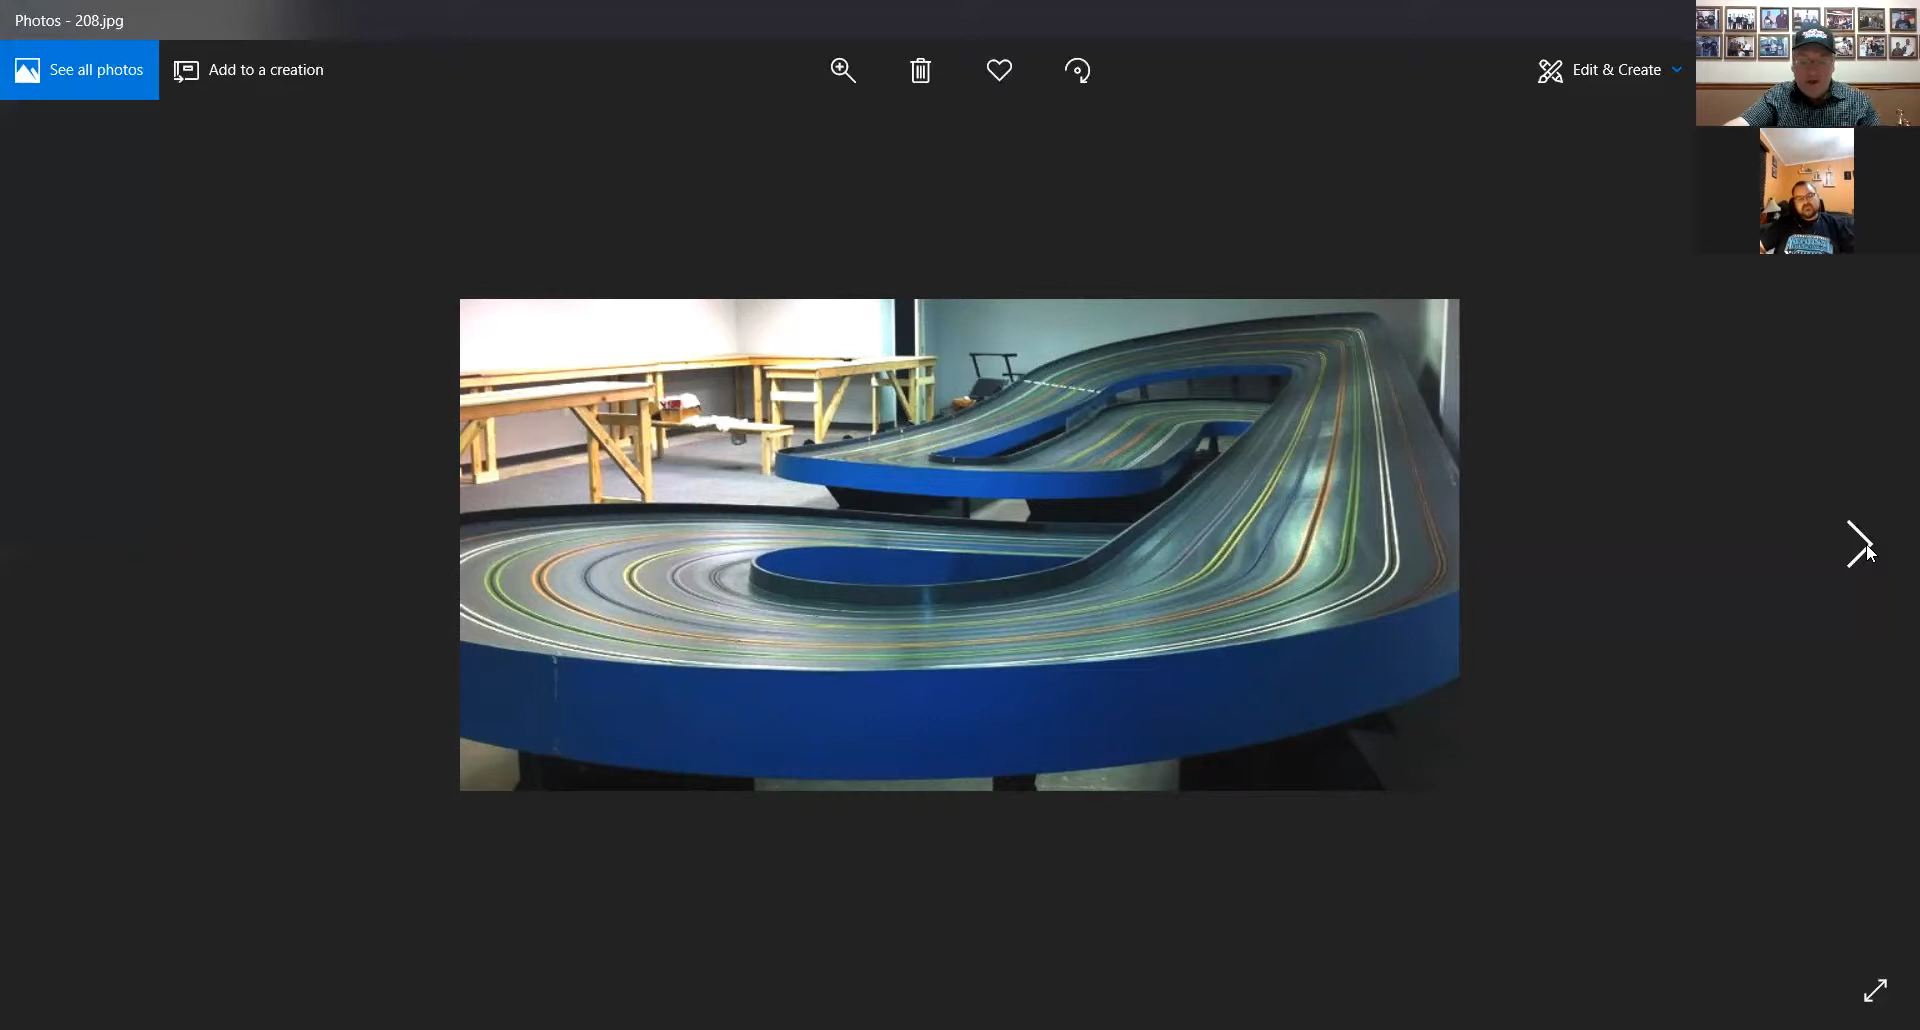 Photos - 208.jpg
See all photos
Add to a creation
Edit & Create